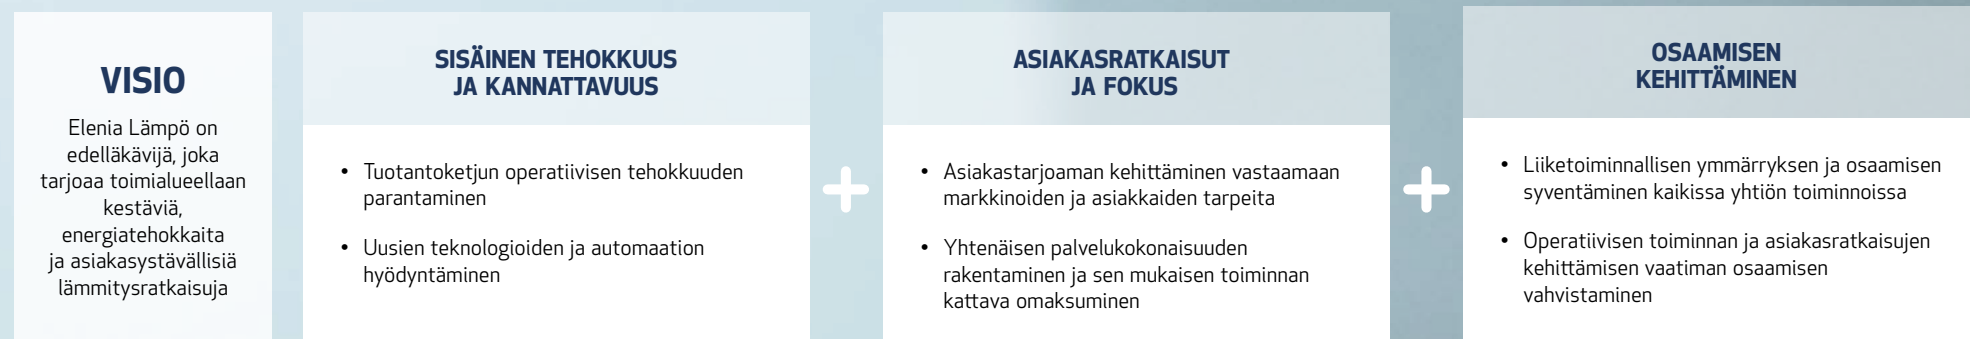 VISIO
Elenia Lämpö on
edelläkävijä, joka
tarjoaa toimialueellaan
kestäviä,
energiatehokkaita
ja asiakasystävällisiä
lämmitysratkaisuja
SISÄINEN TEHOKKUUS
JA KANNATTAVUUS
• Tuotantoketjun operatiivisen tehokkuuden
parantaminen
• Uusien teknologioiden ja automaation
hyödyntäminen
+
ASIAKASRATKAISUT
JA FOKUS
• Asiakastarjoaman kehittäminen vastaamaan
markkinoiden ja asiakkaiden tarpeita
• Yhtenäisen palvelukokonaisuuden
rakentaminen ja sen mukaisen toiminnan
kattava omaksuminen
+
OSAAMISEN
KEHITTÄMINEN
• Liiketoiminnallisen ymmärryksen ja osaamisen
syventäminen kaikissa yhtiön toiminnoissa
• Operatiivisen toiminnan ja asiakasratkaisujen
kehittämisen vaatiman osaamisen
vahvistaminen